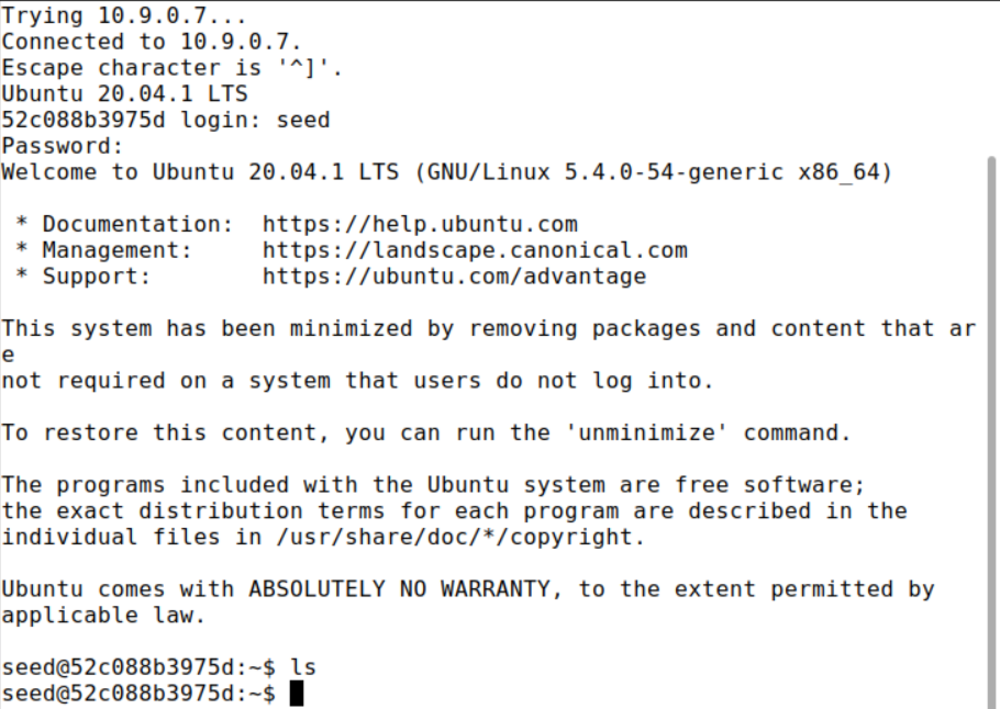 Trying 10.9.0.7...
Connected to 10.9.0.7.
Escape character is '^]'.
Ubuntu 20.04.1 LTS
52c088b3975d login: seed
Password:
Welcome to Ubuntu 20.04.1 LTS (GNU/Linux 5.4.0-54-generic x86_64)
 * Documentation:  https://help.ubuntu.com
 * Management:     https://landscape.canonical.com
 * Support:        https://ubuntu.com/advantage
This system has been minimized by removing packages and content that ar
e
not required on a system that users do not log into.
To restore this content, you can run the 'unminimize' command.
The programs included with the Ubuntu system are free software;
the exact distribution terms for each program are described in the
individual files in /usr/share/doc/*/copyright.
Ubuntu comes with ABSOLUTELY NO WARRANTY, to the extent permitted by
applicable law.
seed@52c088b3975d:~$ ls
seed@52c088b3975d:~$